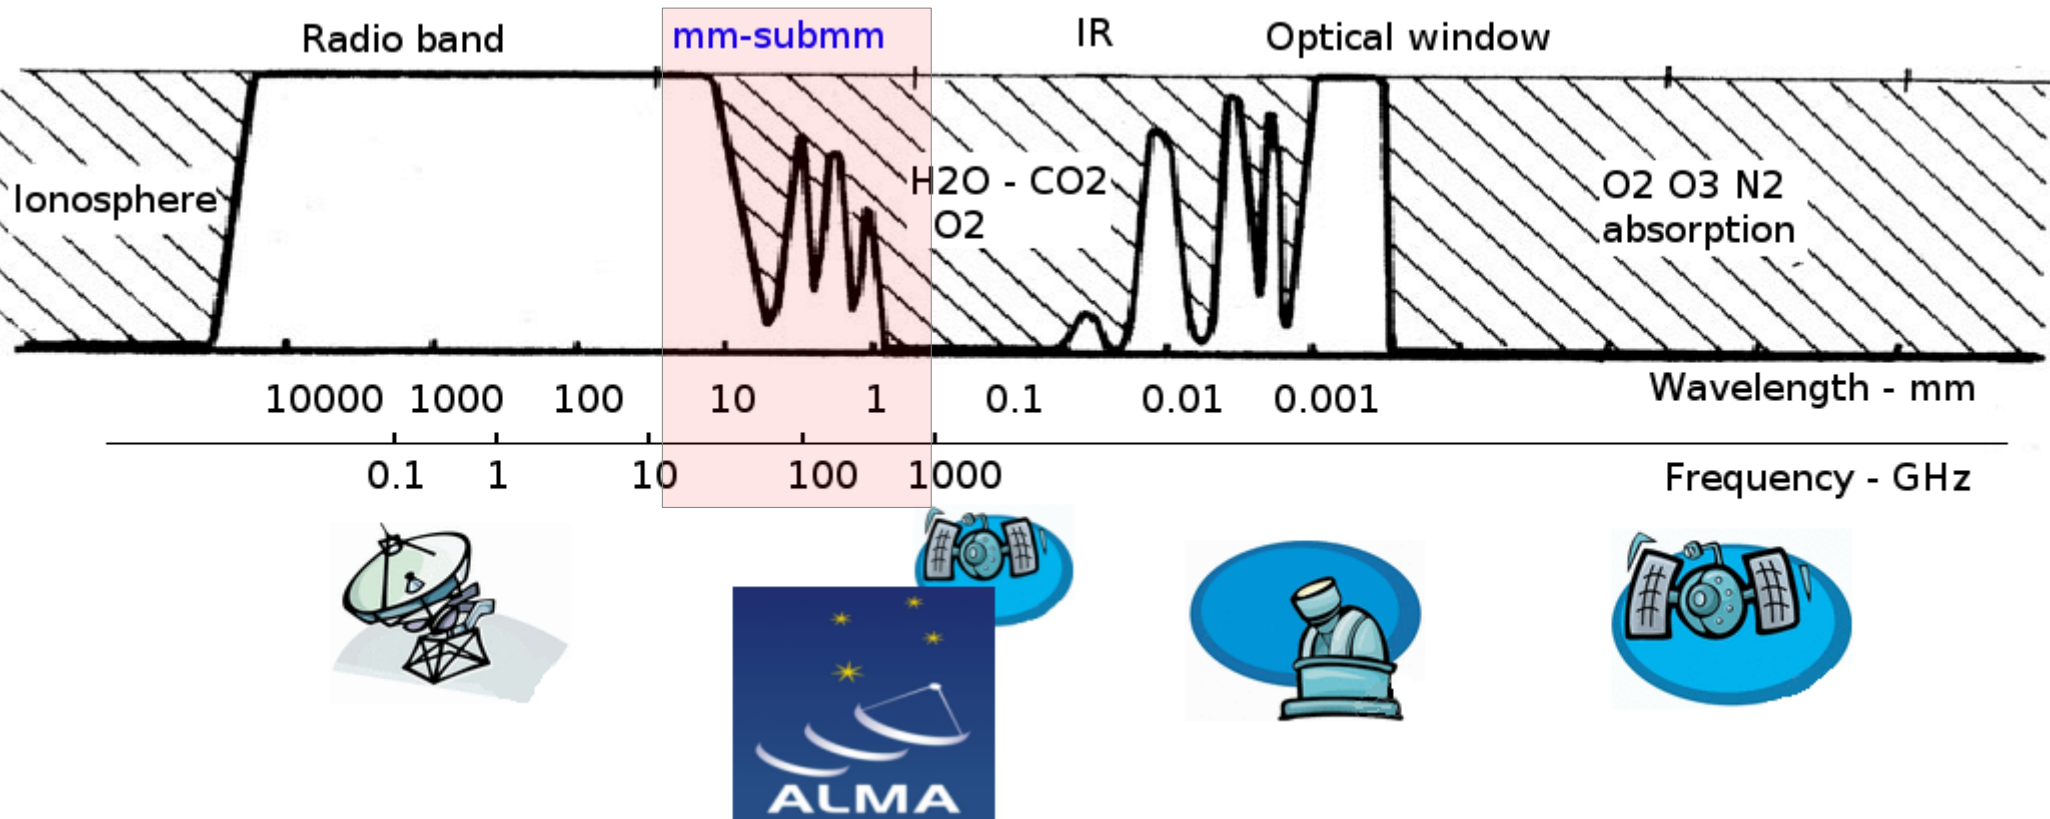 Radio band
mm-submm
IR
Optical window
Ionosphere
H2O - CO2
O2
O2 O3 N2
absorption
10000 1000 100 10 1 0.1 0.01 0.001
Wavelength - mm
0.1 1 10 100 1000
Frequency - GHz
ALMA